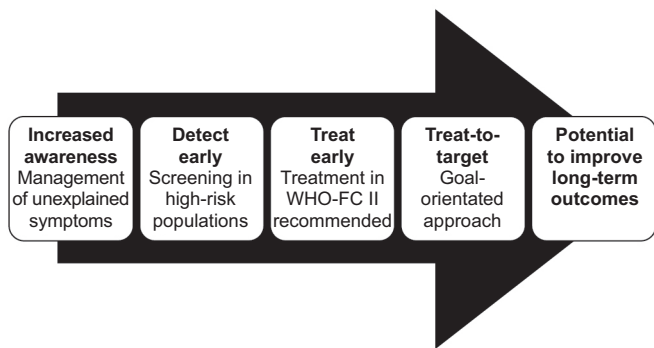 Increased
awareness
Management
of unexplained
symptoms
Detect
early
Screening in
high-risk
populations
Treat
early
Treatment in
WHO-FC II
recommended
Treat-to-
target
Goal-
orientated
approach
Potential
to improve
long-term
outcomes